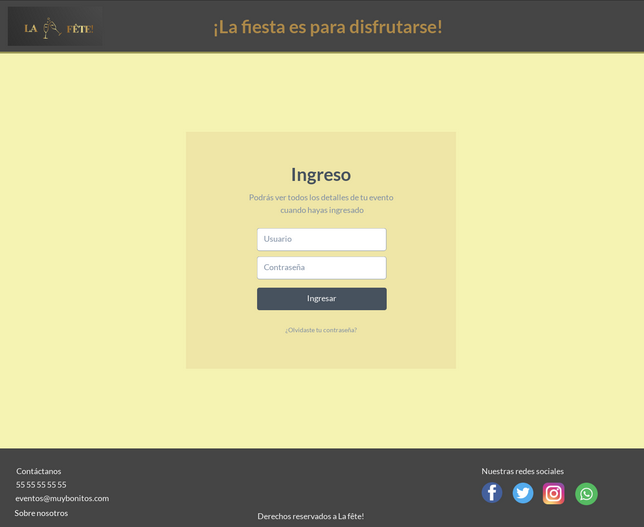 LA FÊTE!
¡La fiesta es para disfrutarse!
Ingreso
Podrás ver todos los detalles de tu evento
cuando hayas ingresado
Usuario
Contraseña
Ingresar
¿Olvidaste tu contraseña?
Contáctanos
55 55 55 55 55
eventos@muybonitos.com
Sobre nosotros
Derechos reservados a La fête!
Nuestras redes sociales